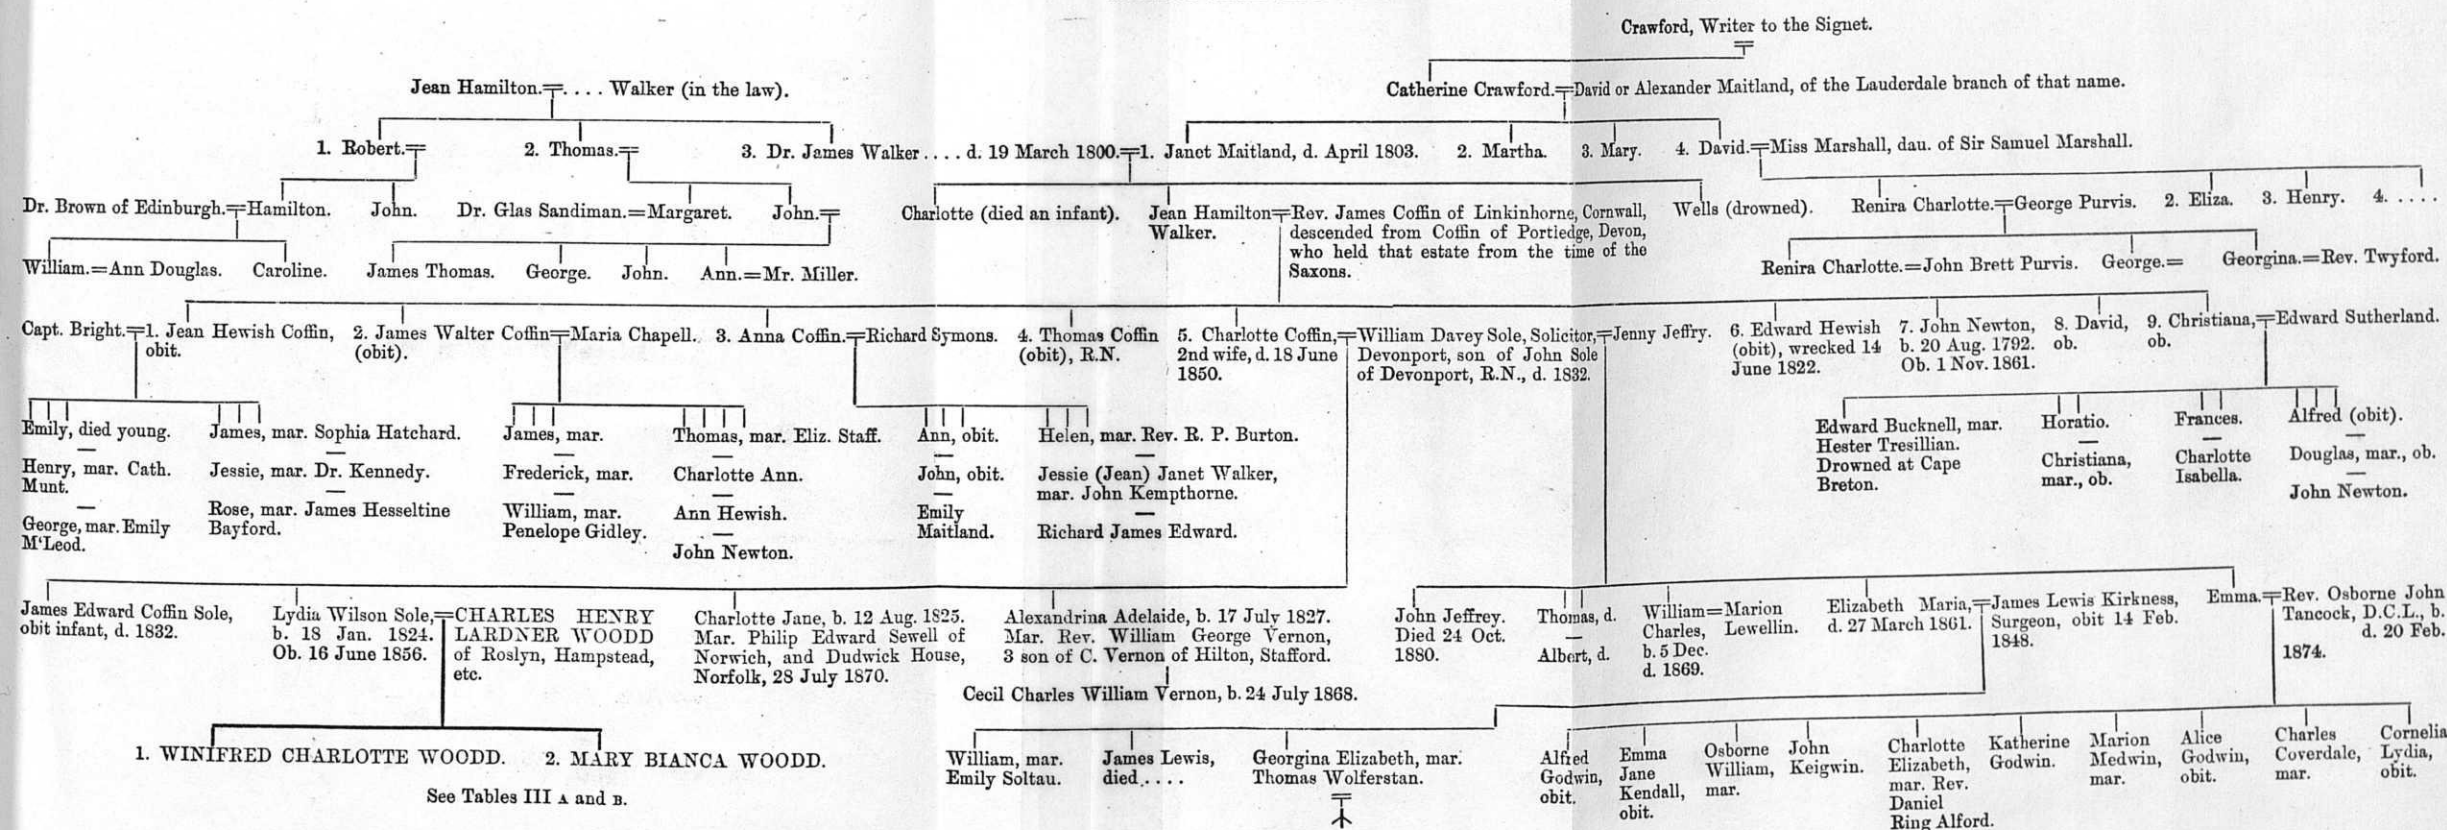 Crawford, Writer to the Signet.
Jean Hamilton.=. . . . Walker (in the law).
Catherine Crawford.=David or Alexander Maitland, of the Lauderdale branch of that name.
1. Robert.=
2. Thomas.=
3. Dr. James Walker . . . . d. 19 March 1800.=1. Janet Maitland, d. April 1803.
2. Martha.
3. Mary.
4. David.=Miss Marshall, dau. of Sir Samuel Marshall.
Dr. Brown of Edinburgh.=Hamilton.
John.
Dr. Glas Sandiman.=Margaret.
John.=
Charlotte (died an infant).
Jean Hamilton=Rev. James Coffin of Linkinhorne, Cornwall,
Walker.
descended from Coffin of Portledge, Devon,
who held that estate from the time of the
Saxons.
Wells (drowned).
Renira Charlotte.=George Purvis.
2. Eliza.
3. Henry.
4. . . . .
William.=Ann Douglas.
Caroline.
James Thomas.
George.
John.
Ann.=Mr. Miller.
Renira Charlotte.=John Brett Purvis.
George.=
Georgina.=Rev. Twyford.
Capt. Bright.=1. Jean Hewish Coffin,
obit.
2. James Walter Coffin=Maria Chapell.
(obit).
3. Anna Coffin.=Richard Symons.
4. Thomas Coffin
(obit), R.N.
5. Charlotte Coffin,=William Davey Sole, Solicitor,=Jenny Jeffry.
2nd wife, d. 18 June
1850.
Devonport, son of John Sole
of Devonport, R.N., d. 1832.
6. Edward Hewish
(obit), wrecked 14
June 1822.
7. John Newton,
b. 20 Aug. 1792.
Ob. 1 Nov. 1861.
8. David,
ob.
9. Christiana,=Edward Sutherland.
ob.
Emily, died young.
—
Henry, mar. Cath.
Munt.
—
George, mar. Emily
M‘Leod.
James, mar. Sophia Hatchard.
—
Jessie, mar. Dr. Kennedy.
—
Rose, mar. James Hesseltine
Bayford.
James, mar.
—
Frederick, mar.
—
William, mar.
Penelope Gidley.
Thomas, mar. Eliz. Staff.
—
Charlotte Ann.
—
Ann Hewish.
—
John Newton.
Ann, obit.
—
John, obit.
—
Emily
Maitland.
Helen, mar. Rev. R. P. Burton.
—
Jessie (Jean) Janet Walker,
mar. John Kempthorne.
—
Richard James Edward.
Edward Bucknell, mar.
Hester Tresillian.
Drowned at Cape
Breton.
Horatio.
—
Christiana,
mar., ob.
Frances.
—
Charlotte
Isabella.
Alfred (obit).
—
Douglas, mar., ob.
—
John Newton.
James Edward Coffin Sole,
obit infant, d. 1832.
Lydia Wilson Sole,=CHARLES HENRY
b. 18 Jan. 1824.
Ob. 16 June 1856.
LARDNER WOODD
of Roslyn, Hampstead,
etc.
Charlotte Jane, b. 12 Aug. 1825.
Mar. Philip Edward Sewell of
Norwich, and Dudwick House,
Norfolk, 28 July 1870.
Alexandrina Adelaide, b. 17 July 1827.
Mar. Rev. William George Vernon,
3 son of C. Vernon of Hilton, Stafford.
Cecil Charles William Vernon, b. 24 July 1868.
John Jeffrey.
Died 24 Oct.
1880.
Thomas, d.
—
Albert, d.
William=Marion
Charles, Lewellin.
b. 5 Dec.
d. 1869.
Elizabeth Maria,=James Lewis Kirkness,
d. 27 March 1861.
Surgeon, obit 14 Feb.
1848.
Emma.=Rev. Osborne John
Tancock, D.C.L., b.
d. 20 Feb.
1874.
1. WINIFRED CHARLOTTE WOODD.
2. MARY BIANCA WOODD.
See Tables III A and B.
William, mar.
Emily Soltau.
James Lewis,
died . . . .
Georgina Elizabeth, mar.
Thomas Wolferstan.
Alfred
Godwin,
obit.
Emma
Jane
Kendall,
obit.
Osborne
William,
mar.
John
Keigwin.
Charlotte
Elizabeth,
mar. Rev.
Daniel
Ring Alford.
Katherine
Godwin.
Marion
Medwin,
mar.
Alice
Godwin,
obit.
Charles
Coverdale,
mar.
Cornelia
Lydia,
obit.